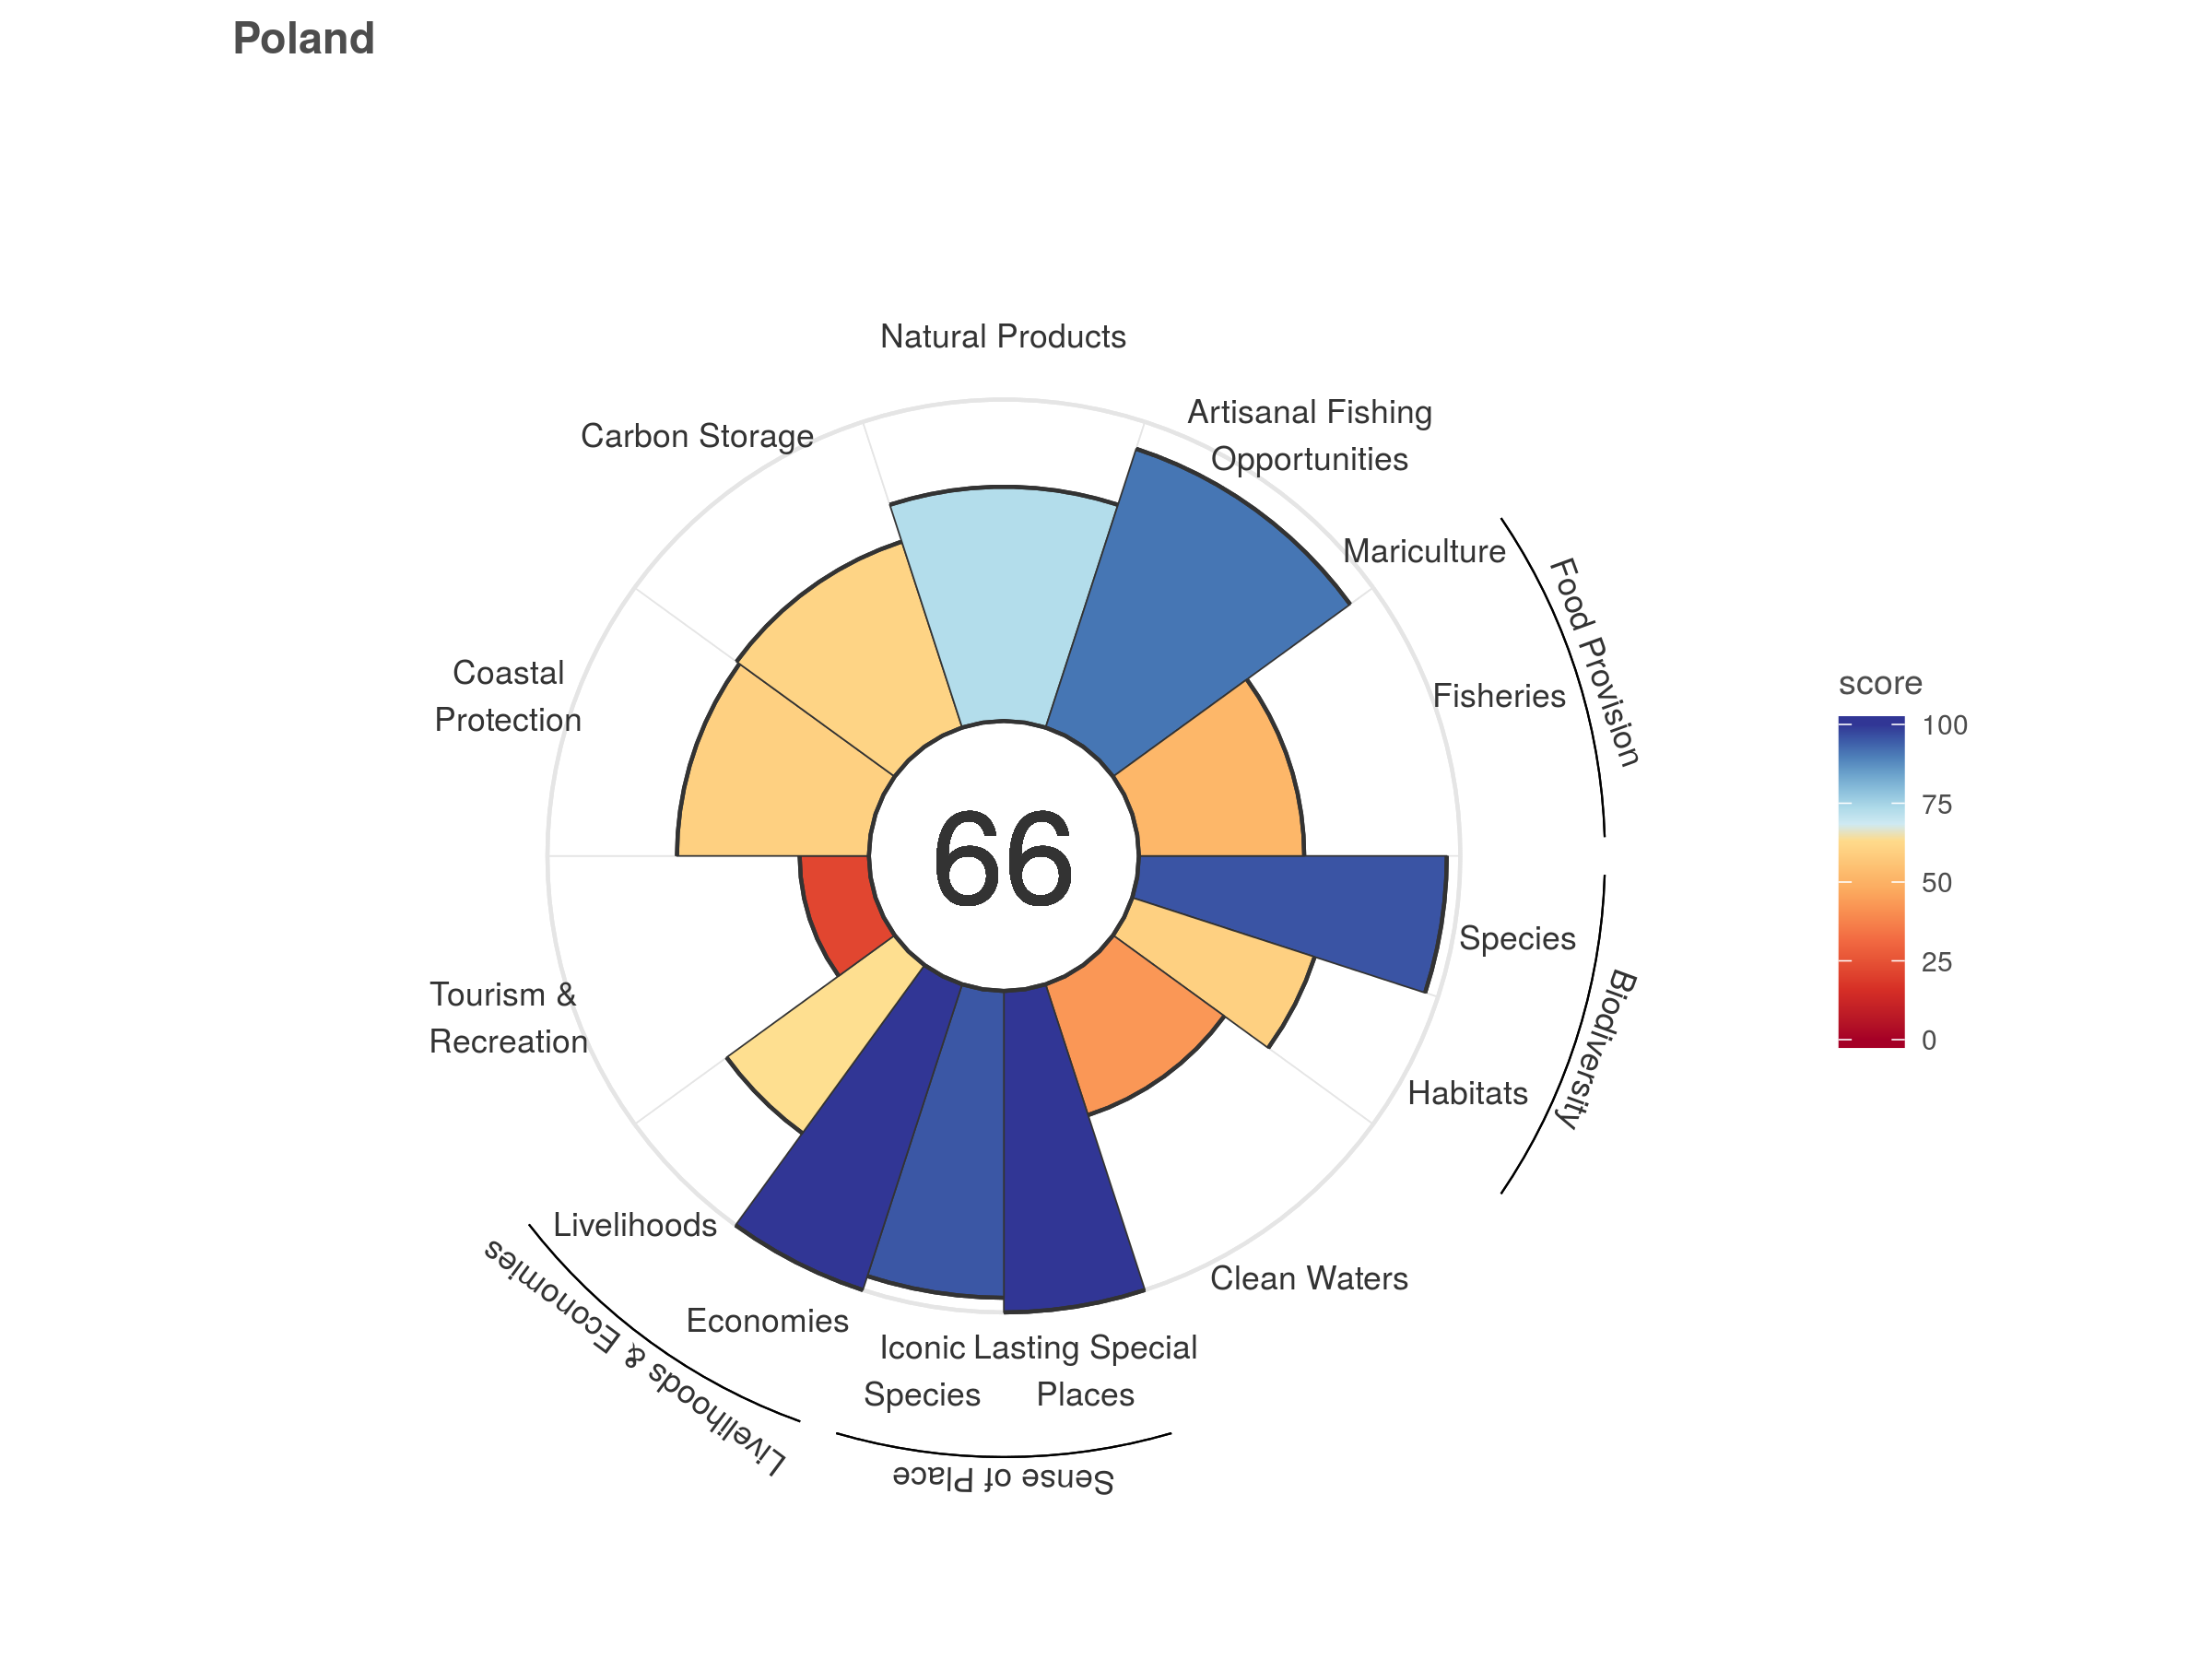 Poland
Natural Products
Artisanal Fishing
Opportunities
Carbon Storage
Mariculture
Food Provision
Fisheries
Coastal
Protection
score
100
75
50
25
0
66
Species
Biodiversity
Habitats
Tourism &
Recreation
Livelihoods
Livelihoods & Economies
Economies
Clean Waters
Iconic
Species
Lasting Special
Places
Sense of Place